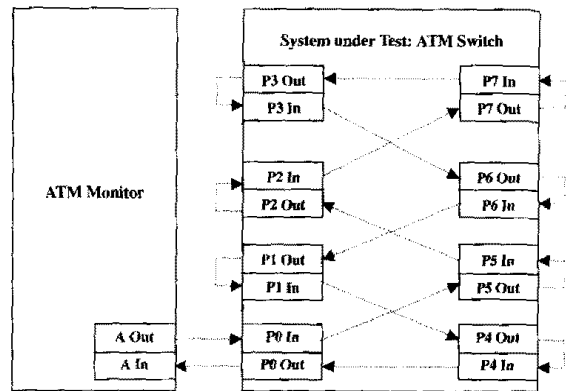 System under Test: ATM Switch
P3 Out
P7 In
P3 In
P7 Out
ATM Monitor
P2 In
P6 Out
P2 Out
P6 In
P1 Out
P5 In
P1 In
P5 Out
A Out
P0 In
P4 Out
A In
P0 Out
P4 In